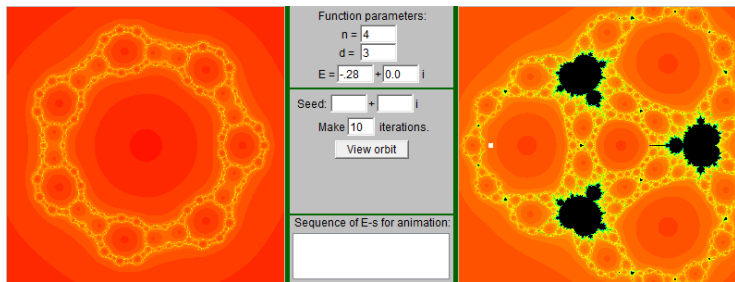 Function parameters:
n = 4
d = 3
E = -.28 + 0.0 i
Seed: + i
Make 10 iterations.
View orbit
Sequence of E-s for animation: